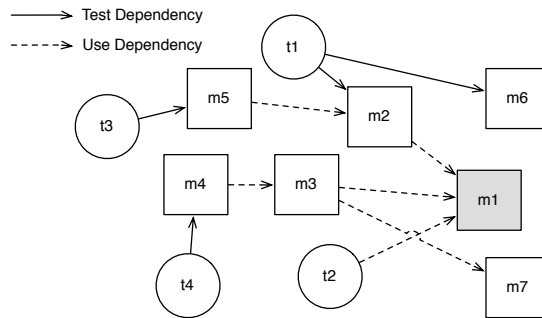 Test Dependency
Use Dependency
t1
m5
m6
m2
t3
m4
m3
m1
t2
t4
m7